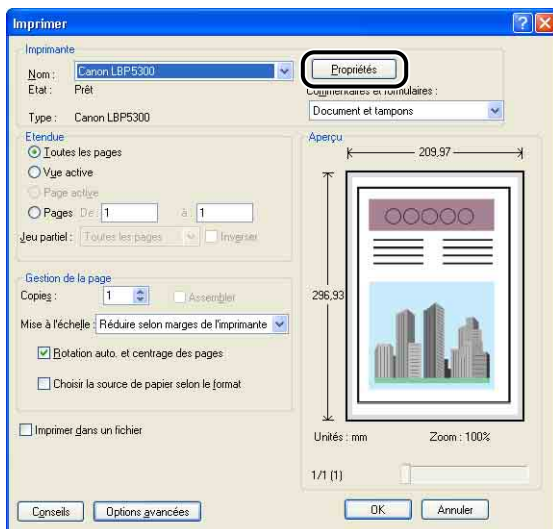 Imprimer
Imprimante
Nom : Canon LBP5300
Propriétés
Etat : Prêt
Commentaires et formulaires :
Type : Canon LBP5300
Document et tampons
Etendue
Toutes les pages
Vue active
Page active
Pages De : 1 à : 1
Jeu partiel : Toutes les pages Inverser
Gestion de la page
Copies : 1 Assembler
Mise à l'échelle : Réduire selon marges de l'imprimante
Rotation auto. et centrage des pages
Choisir la source de papier selon le format
Imprimer dans un fichier
Aperçu
209,97
296,93
Unités : mm Zoom : 100%
1/1 (1)
Conseils Options avancées OK Annuler